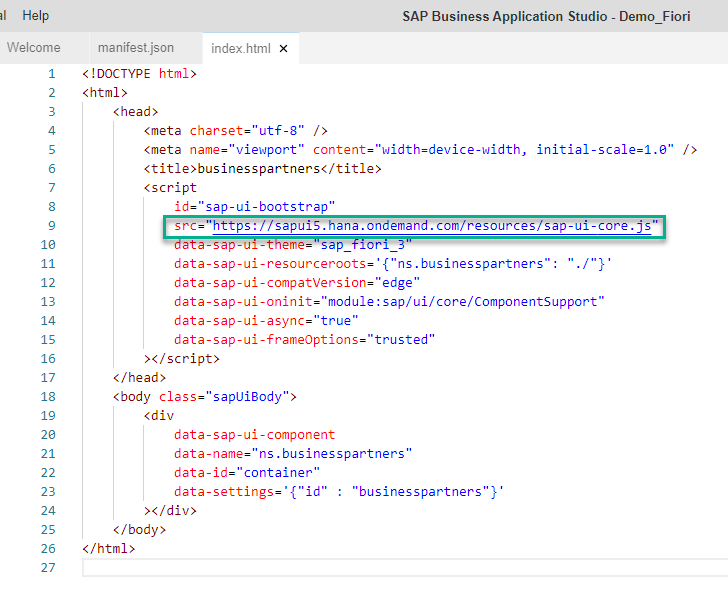 al Help SAP Business Application Studio - Demo_Fiori
Welcome manifest.json index.html ×
1 <!DOCTYPE html>
2 <html>
3 <head>
4 <meta charset="utf-8" />
5 <meta name="viewport" content="width=device-width, initial-scale=1.0" />
6 <title>businesspartners</title>
7 <script
8 id="sap-ui-bootstrap"
9 src="https://sapui5.hana.ondemand.com/resources/sap-ui-core.js"
10 data-sap-ui-theme="sap_fiori_3"
11 data-sap-ui-resourceroots='{"ns.businesspartners": "./"}'
12 data-sap-ui-compatVersion="edge"
13 data-sap-ui-oninit="module:sap/ui/core/ComponentSupport"
14 data-sap-ui-async="true"
15 data-sap-ui-frameOptions="trusted"
16 ></script>
17 </head>
18 <body class="sapUiBody">
19 <div
20 data-sap-ui-component
21 data-name="ns.businesspartners"
22 data-id="container"
23 data-settings='{"id" : "businesspartners"}'
24 ></div>
25 </body>
26 </html>
27